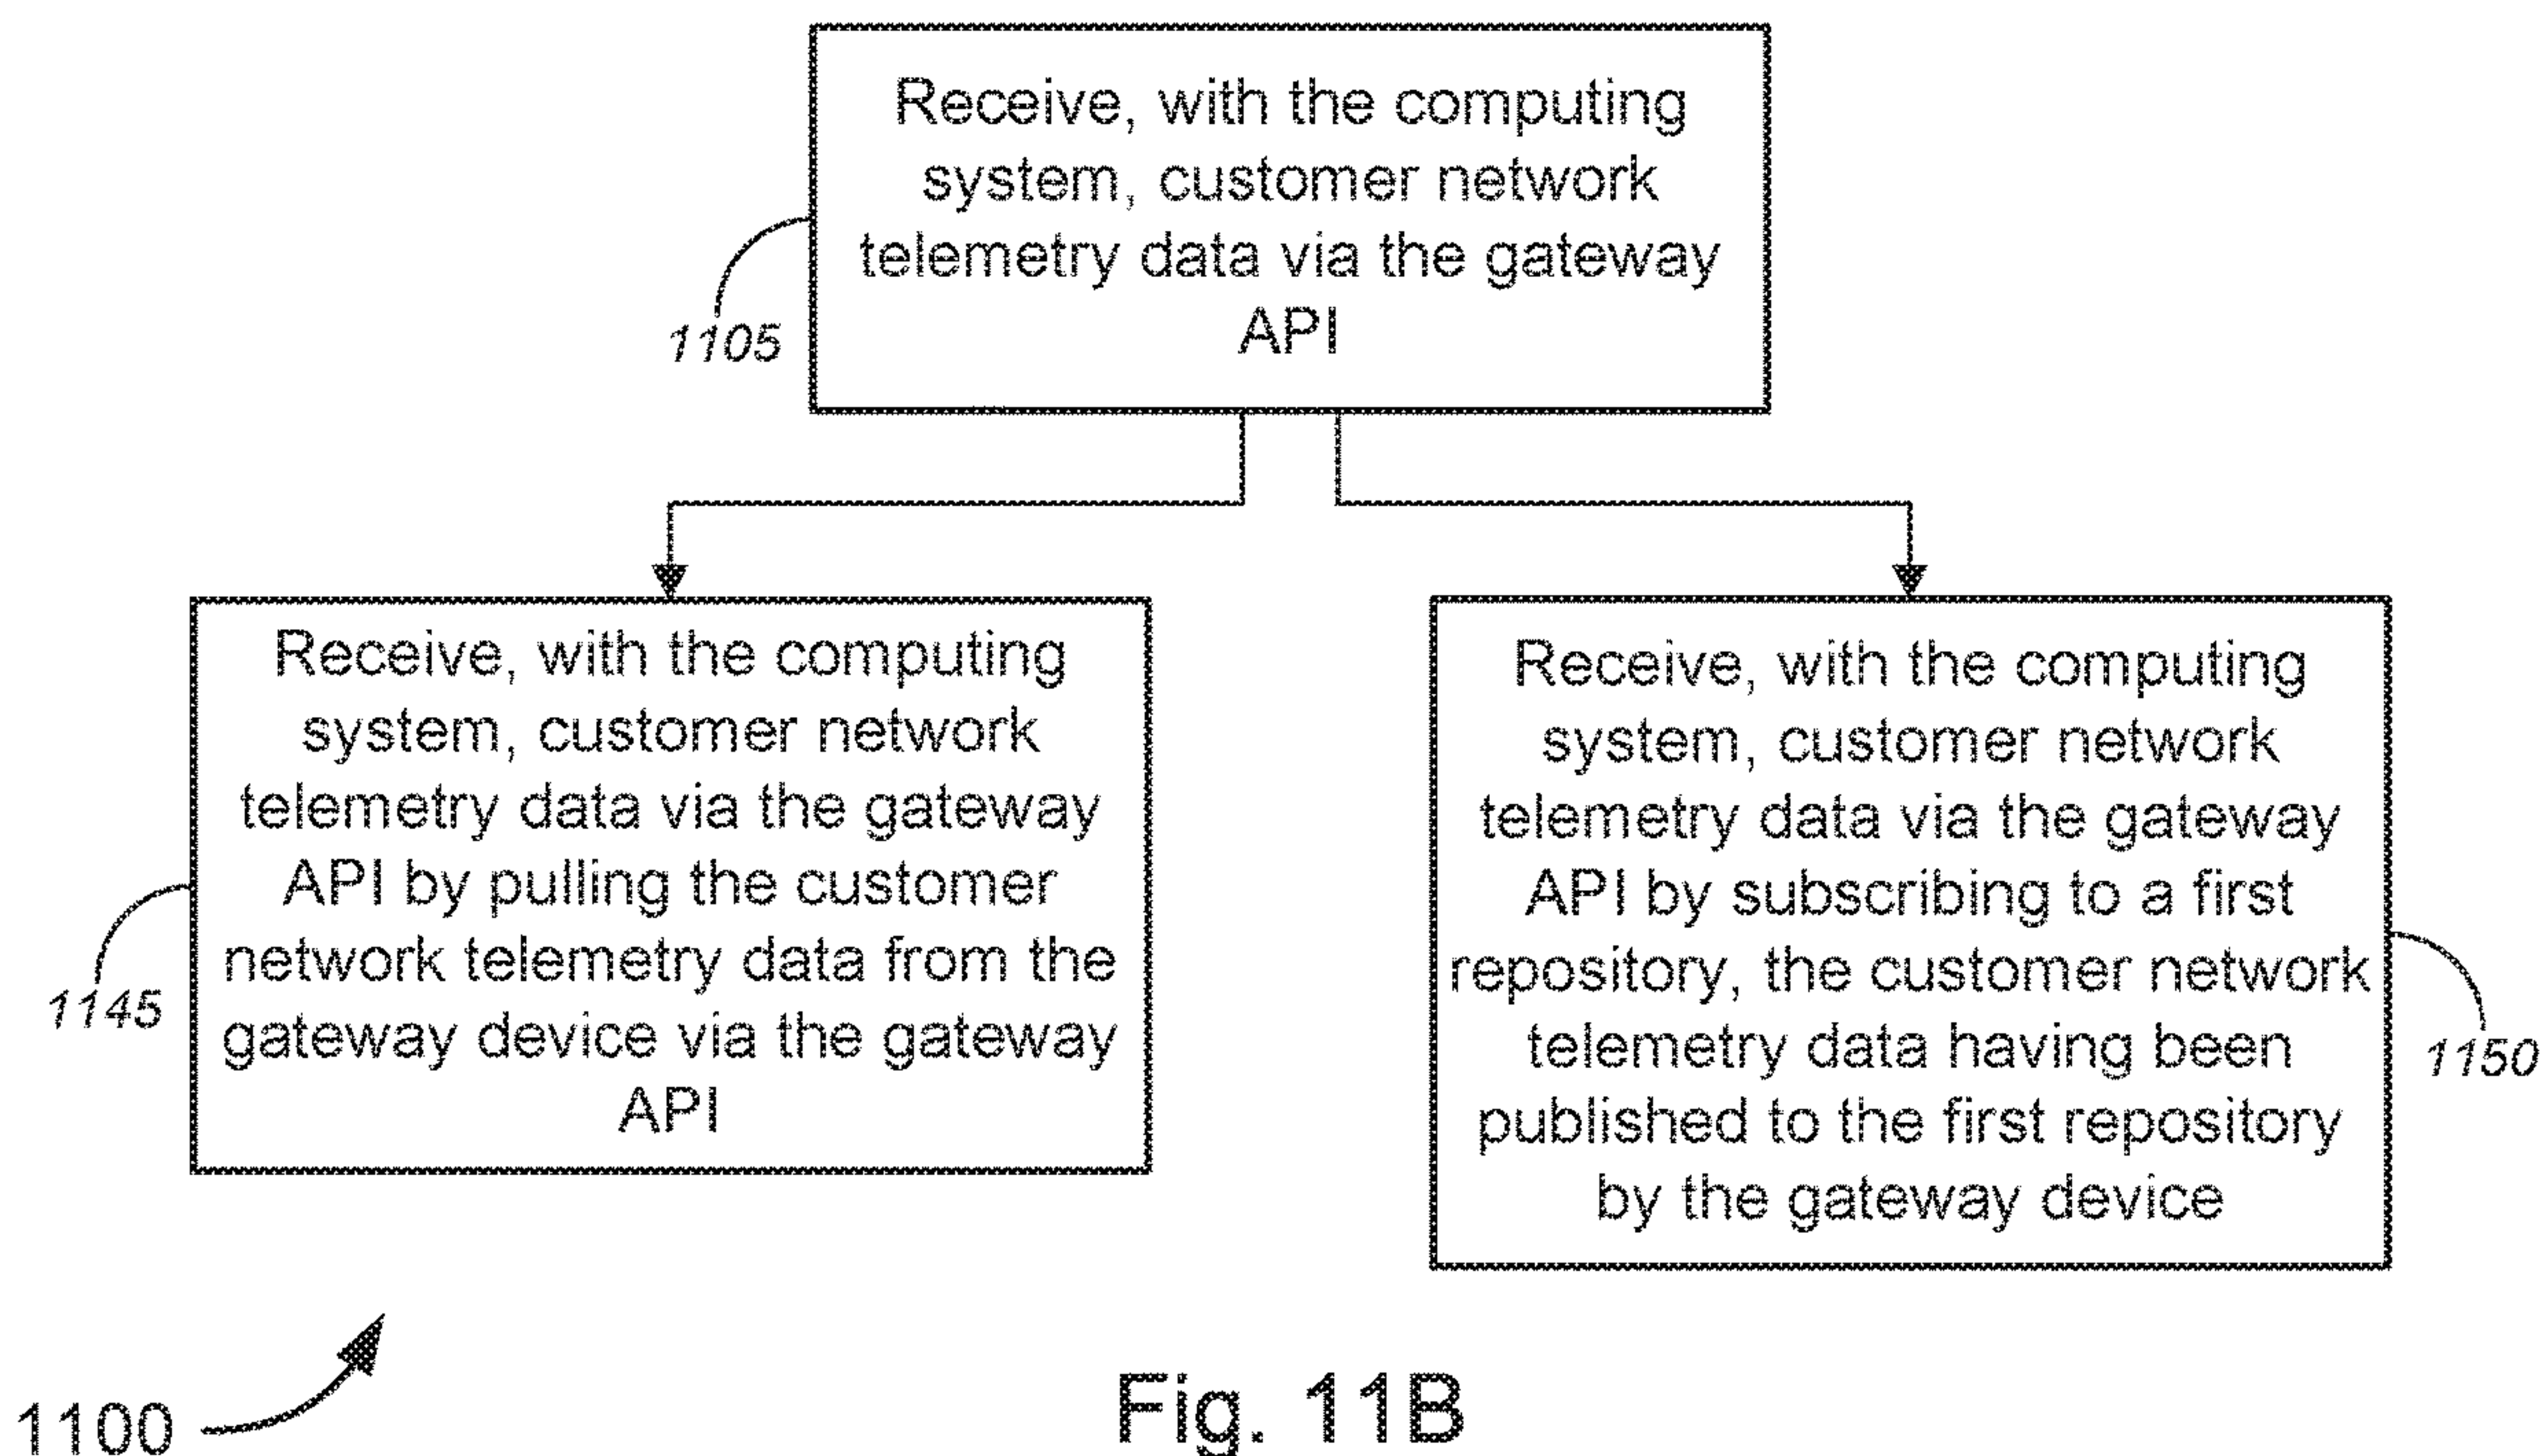 Receive, with the computing
system, customer network
telemetry data via the gateway
API
1105
Receive, with the computing
system, customer network
telemetry data via the gateway
API by pulling the customer
network telemetry data from the
gateway device via the gateway
API
1145
Receive, with the computing
system, customer network
telemetry data via the gateway
API by subscribing to a first
repository, the customer network
telemetry data having been
published to the first repository
by the gateway device
1150
1100
Fig. 11B